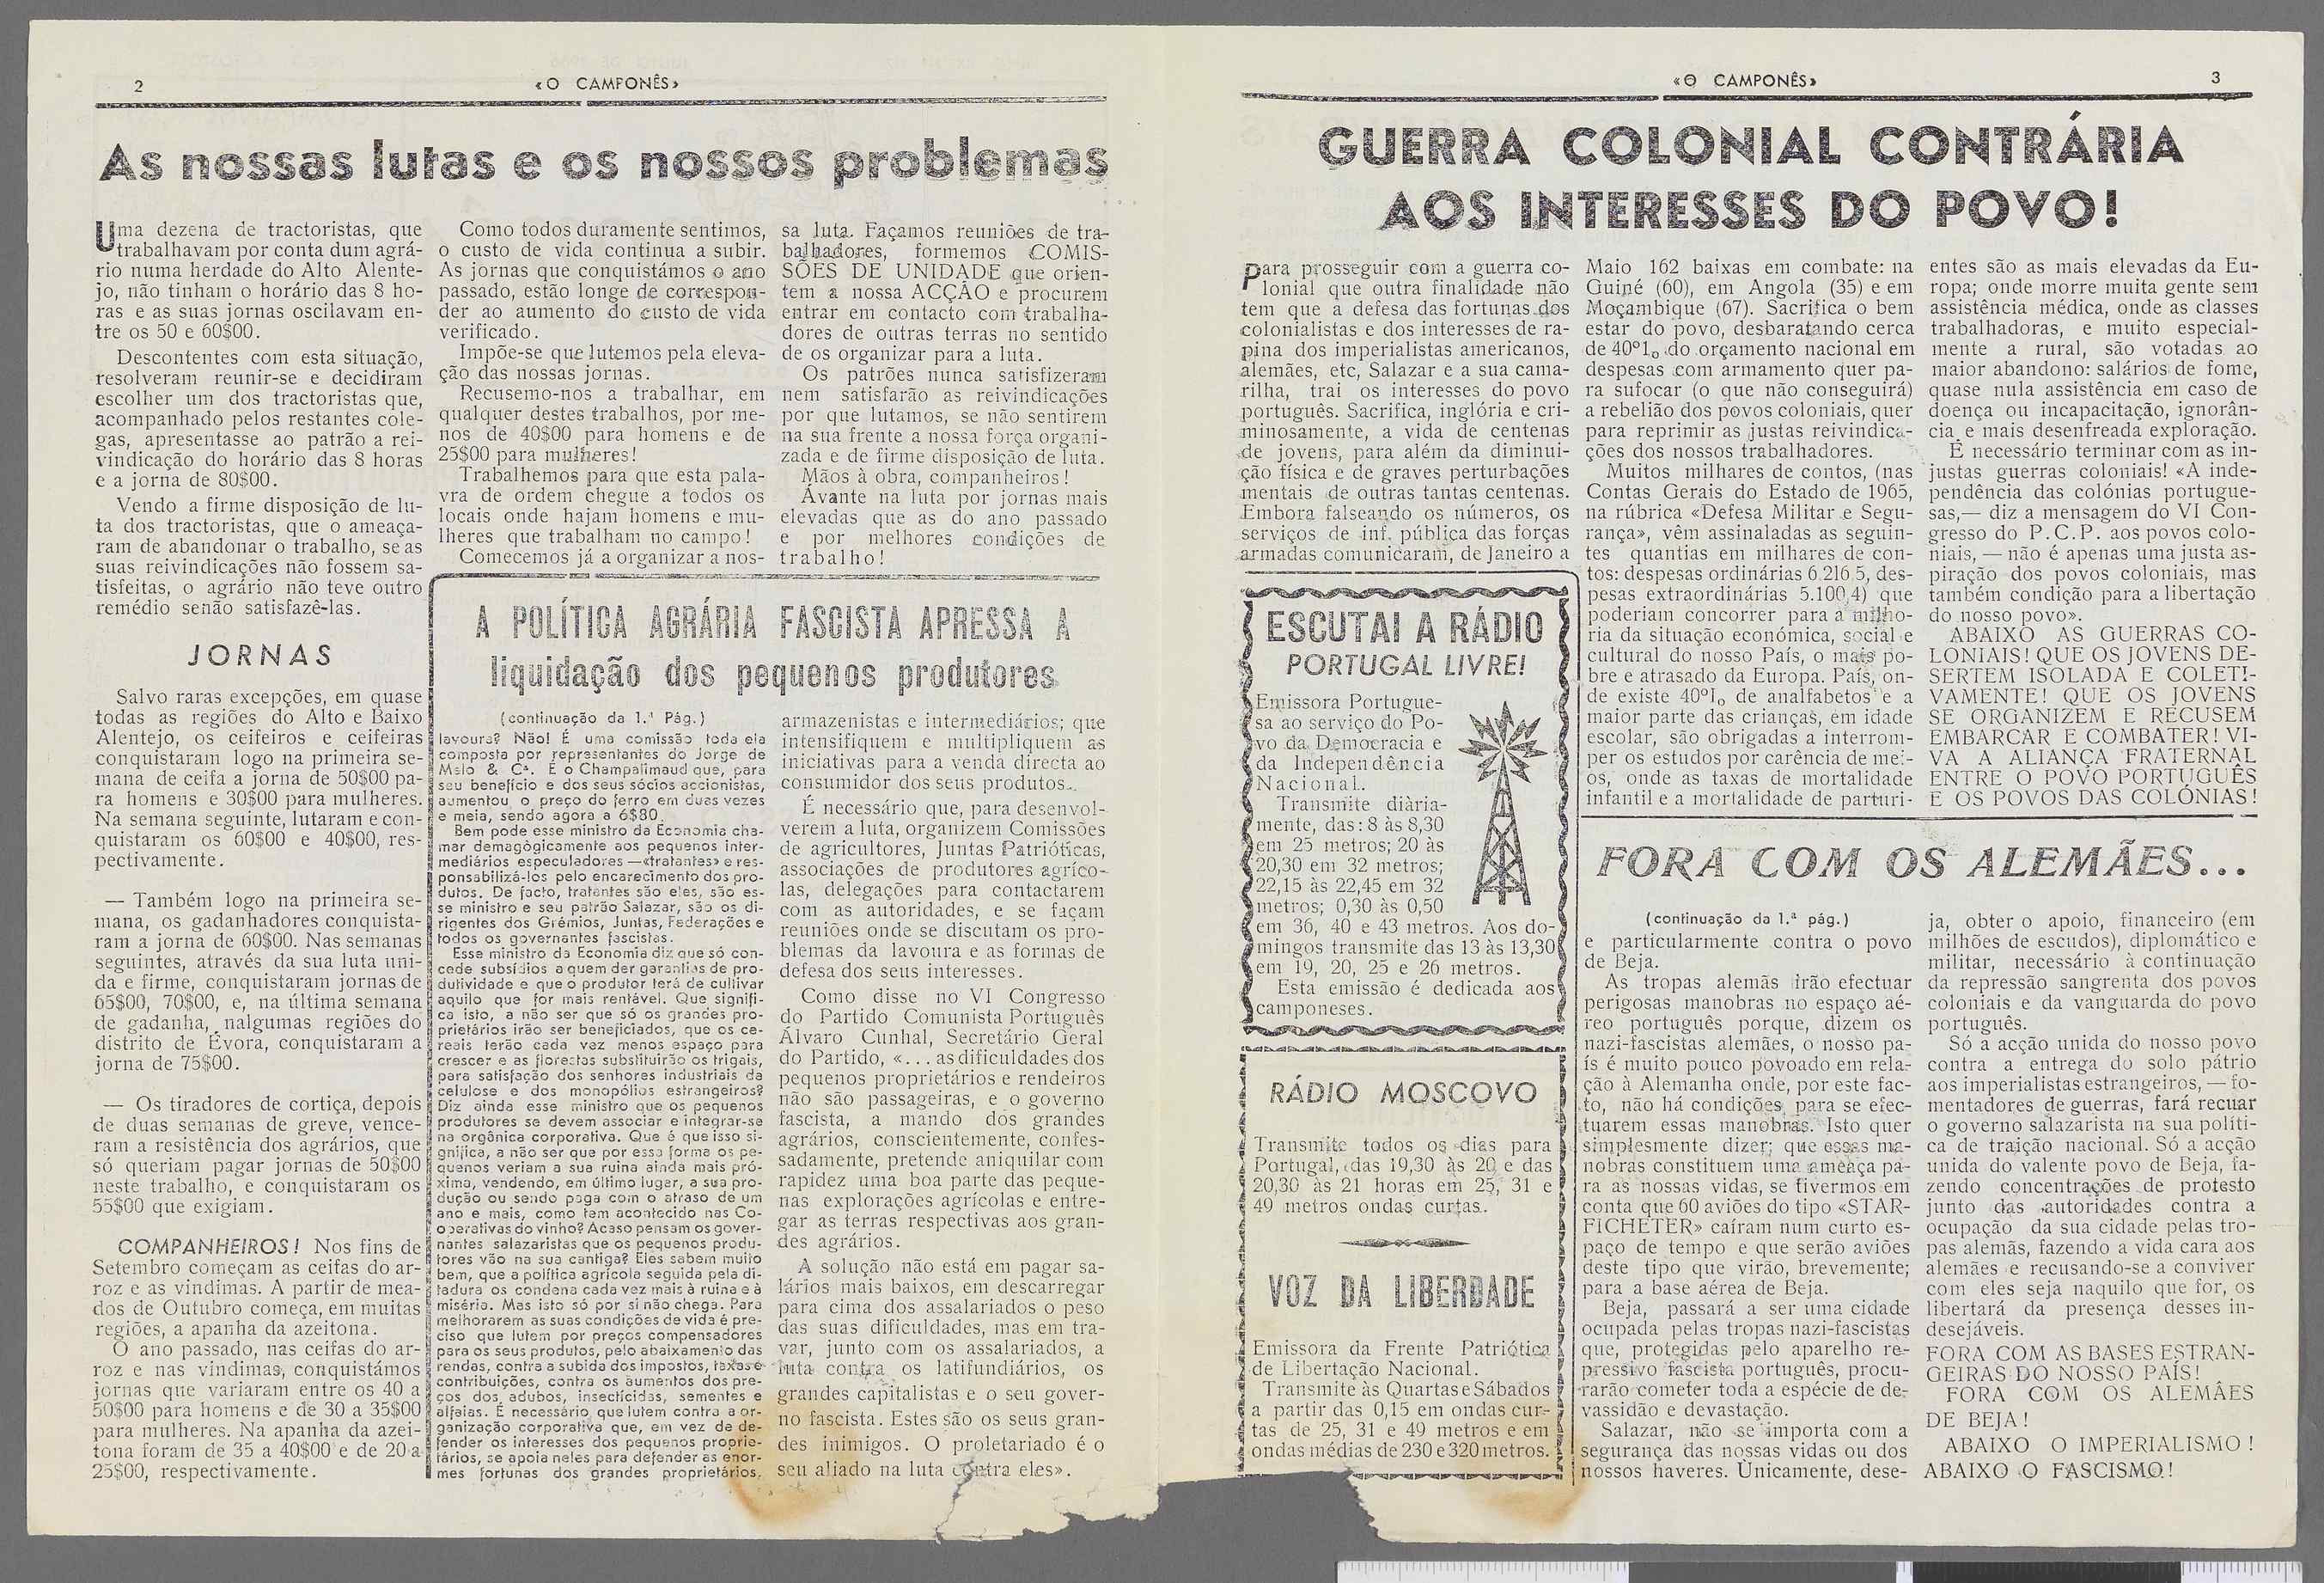 2
«O CAMPONÊS»
As nossas lutas e os nossos problemas
Uma dezena de tractoristas, que
trabalhavam por conta dum agrá-
rio numa herdade do Alto Alente-
jo, não tinham o horário das 8 ho-
ras e as suas jornas oscilavam en-
tre os 50 e 60$00.
Descontentes com esta situação,
resolveram reunir-se e decidiram
escolher um dos tractoristas que,
acompanhado pelos restantes cole-
gas, apresentasse ao patrão a rei-
vindicação do horário das 8 horas
e a jorna de 80$00.
Vendo a firme disposição de lu-
ta dos tractoristas, que o ameaça-
ram de abandonar o trabalho, se as
suas reivindicações não fossem sa-
tisfeitas, o agrário não teve outro
remédio senão satisfazê-las.
JORNAS
Salvo raras excepções, em quase
todas as regiões do Alto e Baixo
Alentejo, os ceifeiros e ceifeiras
conquistaram logo na primeira se-
mana de ceifa a jorna de 50$00 pa-
ra homens e 30$00 para mulheres.
Na semana seguinte, lutaram e con-
quistaram os 60$00 e 40$00, res-
pectivamente.
— Também logo na primeira se-
mana, os gadanhadores conquista-
ram a jorna de 60$00. Nas semanas
seguintes, através da sua luta uni-
da e firme, conquistaram jornas de
65$00, 70$00, e, na última semana
de gadanha, nalgumas regiões do
distrito de Évora, conquistaram a
jorna de 75$00.
— Os tiradores de cortiça, depois
de duas semanas de greve, vence-
ram a resistência dos agrários, que
só queriam pagar jornas de 50$00
neste trabalho, e conquistaram os
55$00 que exigiam.
COMPANHEIROS! Nos fins de
Setembro começam as ceifas do ar-
roz e as vindimas. A partir de mea-
dos de Outubro começa, em muitas
regiões, a apanha da azeitona.
O ano passado, nas ceifas do ar-
roz e nas vindimas, conquistámos
jornas que variaram entre os 40 a
50$00 para homens e de 30 a 35$00
para mulheres. Na apanha da azei-
tona foram de 35 a 40$00 e de 20 a
25$00, respectivamente.
Como todos duramente sentimos,
o custo de vida continua a subir.
As jornas que conquistámos o ano
passado, estão longe de correspon-
der ao aumento do custo de vida
verificado.
Impõe-se que lutemos pela eleva-
ção das nossas jornas.
Recusemo-nos a trabalhar, em
qualquer destes trabalhos, por me-
nos de 40$00 para homens e de
25$00 para mulheres!
Trabalhemos para que esta pala-
vra de ordem chegue a todos os
locais onde hajam homens e mu-
lheres que trabalham no campo!
Comecemos já a organizar a nos-
sa luta. Façamos reuniões de tra-
balhadores, formemos COMIS-
SÕES DE UNIDADE que orien-
tem a nossa ACÇÃO e procurem
entrar em contacto com trabalha-
dores de outras terras no sentido
de os organizar para a luta.
Os patrões nunca satisfizeram
nem satisfarão as reivindicações
por que lutamos, se não sentirem
na sua frente a nossa força organi-
zada e de firme disposição de luta.
Mãos à obra, companheiros!
Ávante na luta por jornas mais
elevadas que as do ano passado
e por melhores condições de
trabalho!
A POLÍTICA AGRÁRIA FASCISTA APRESSA A
liquidação dos pequenos produtores
(continuação da 1.ª Pág.)
lavoura? Não! É uma comissão toda ela
composta por representantes do Jorge de
Melo & Cª. É o Champalimaud que, para
seu benefício e dos seus sócios accionistas,
aumentou o preço do ferro em duas vezes
e meia, sendo agora a 6$80
Bem pode esse ministro da Economia cha-
mar demagògicamente aos pequenos inter-
mediários especuladores —«tratantes» e res-
ponsabilizá-los pelo encarecimento dos pro-
dutos. De facto, tratantes são eles, são es-
se ministro e seu patrão Salazar, são os di-
rigentes dos Grémios, Juntas, Federações e
todos os governantes fascistas.
Esse ministro da Economia diz que só con-
cede subsídios a quem der garantias de pro-
dutividade e que o produtor terá de cultivar
aquilo que for mais rentável. Que signifi-
ca isto, a não ser que só os grandes pro-
prietários irão ser beneficiados, que os ce-
reais terão cada vez menos espaço para
crescer e as florestas substituirão os trigais,
para satisfação dos senhores industriais da
celulose e dos monopólios estrangeiros?
Diz ainda esse ministro que os pequenos
produtores se devem associar e integrar-se
na orgânica corporativa. Que é que isso si-
gnifica, a não ser que por essa forma os pe-
quenos veriam a sua ruina ainda mais pró-
xima, vendendo, em último lugar, a sua pro-
dução ou sendo paga com o atraso de um
ano e mais, como tem acontecido nas Co-
operativas do vinho? Acaso pensam os gover-
nantes salazaristas que os pequenos produ-
tores vão na sua cantiga? Eles sabem muito
bem, que a política agrícola seguida pela di-
tadura os condena cada vez mais à ruina e à
miséria. Mas isto só por si não chega. Para
melhorarem as suas condições de vida é pre-
ciso que lutem por preços compensadores
para os seus produtos, pelo abaixamento das
rendas, contra a subida dos impostos, taxas e
contribuições, contra os aumentos dos pre-
ços dos adubos, insectícidas, sementes e
alfaias. É necessário que lutem contra a or-
ganização corporativa que, em vez de de-
fender os interesses dos pequenos proprie-
tários, se apoia neles para defender as enor-
mes fortunas dos grandes proprietários,
armazenistas e intermediários; que
intensifiquem e multipliquem as
iniciativas para a venda directa ao
consumidor dos seus produtos.
É necessário que, para desenvol-
verem a luta, organizem Comissões
de agricultores, Juntas Patrióticas,
associações de produtores agríco-
las, delegações para contactarem
com as autoridades, e se façam
reuniões onde se discutam os pro-
blemas da lavoura e as formas de
defesa dos seus interesses.
Como disse no VI Congresso
do Partido Comunista Português
Álvaro Cunhal, Secretário Geral
do Partido, «... as dificuldades dos
pequenos proprietários e rendeiros
não são passageiras, e o governo
fascista, a mando dos grandes
agrários, conscientemente, confes-
sadamente, pretende aniquilar com
rapidez uma boa parte das peque-
nas explorações agrícolas e entre-
gar as terras respectivas aos gran-
des agrários.
A solução não está em pagar sa-
lários mais baixos, em descarregar
para cima dos assalariados o peso
das suas dificuldades, mas em tra-
var, junto com os assalariados, a
luta contra os latifundiários, os
grandes capitalistas e o seu gover-
no fascista. Estes são os seus gran-
des inimigos. O proletariado é o
seu aliado na luta contra eles».
«O CAMPONÊS»
3
GUERRA COLONIAL CONTRÁRIA
AOS INTERESSES DO POVO!
Para prosseguir com a guerra co-
lonial que outra finalidade não
tem que a defesa das fortunas dos
colonialistas e dos interesses de ra-
pina dos imperialistas americanos,
alemães, etc, Salazar e a sua cama-
rilha, trai os interesses do povo
português. Sacrifica, inglória e cri-
minosamente, a vida de centenas
de jovens, para além da diminui-
ção física e de graves perturbações
mentais de outras tantas centenas.
Embora falseando os números, os
serviços de inf. pública das forças
armadas comunicaram, de Janeiro a
Maio 162 baixas em combate: na
Guiné (60), em Angola (35) e em
Moçambique (67). Sacrifica o bem
estar do povo, desbaratando cerca
de 40% do orçamento nacional em
despesas com armamento quer pa-
ra sufocar (o que não conseguirá)
a rebelião dos povos coloniais, quer
para reprimir as justas reivindica-
ções dos nossos trabalhadores.
Muitos milhares de contos, (nas
Contas Gerais do Estado de 1965,
na rúbrica «Defesa Militar e Segu-
rança», vêm assinaladas as seguin-
tes quantias em milhares de con-
tos: despesas ordinárias 6.216,5, des-
pesas extraordinárias 5.100,4) que
poderiam concorrer para a milho-
ria da situação económica, social e
cultural do nosso País, o mais po-
bre e atrasado da Europa. País, on-
de existe 40% de analfabetos e a
maior parte das crianças, em idade
escolar, são obrigadas a interrom-
per os estudos por carência de mei-
os, onde as taxas de mortalidade
infantil e a mortalidade de parturi-
entes são as mais elevadas da Eu-
ropa; onde morre muita gente sem
assistência médica, onde as classes
trabalhadoras, e muito especial-
mente a rural, são votadas ao
maior abandono: salários de fome,
quase nula assistência em caso de
doença ou incapacitação, ignorân-
cia e mais desenfreada exploração.
É necessário terminar com as in-
justas guerras coloniais! «A inde-
pendência das colónias portugue-
sas,— diz a mensagem do VI Con-
gresso do P.C.P. aos povos colo-
niais, — não é apenas uma justa as-
piração dos povos coloniais, mas
também condição para a libertação
do nosso povo».
ABAIXO AS GUERRAS CO-
LONIAIS! QUE OS JOVENS DE-
SERTEM ISOLADA E COLETI-
VAMENTE! QUE OS JOVENS
SE ORGANIZEM E RECUSEM
EMBARCAR E COMBATER! VI-
VA A ALIANÇA FRATERNAL
ENTRE O POVO PORTUGUÊS
E OS POVOS DAS COLÓNIAS!
ESCUTAI A RÁDIO
PORTUGAL LIVRE!
Emissora Portugue-
sa ao serviço do Po-
vo da Democracia e
da Independência
Nacional.
Transmite diària-
mente, das: 8 às 8,30
em 25 metros; 20 às
20,30 em 32 metros;
22,15 às 22,45 em 32
metros; 0,30 às 0,50
em 36, 40 e 43 metros. Aos do-
mingos transmite das 13 às 13,30
em 19, 20, 25 e 26 metros.
Esta emissão é dedicada aos
camponeses.
RÁDIO MOSCOVO
Transmite todos os dias para
Portugal, das 19,30 às 20 e das
20,30 às 21 horas em 25, 31 e
49 metros ondas curtas.
VOZ DA LIBERDADE
Emissora da Frente Patriótica
de Libertação Nacional.
Transmite às Quartas e Sábados
a partir das 0,15 em ondas cur-
tas de 25, 31 e 49 metros e em
ondas médias de 230 e 320 metros.
FORA COM OS ALEMÃES...
(continuação da 1.ª pág.)
e particularmente contra o povo
de Beja.
As tropas alemãs irão efectuar
perigosas manobras no espaço aé-
reo português porque, dizem os
nazi-fascistas alemães, o nosso pa-
ís é muito pouco povoado em rela-
ção à Alemanha onde, por este fac-
to, não há condições para se efec-
tuarem essas manobras. Isto quer
simplesmente dizer; que essas ma-
nobras constituem uma ameaça pa-
ra as nossas vidas, se tivermos em
conta que 60 aviões do tipo «STAR-
FICHETER» caíram num curto es-
paço de tempo e que serão aviões
deste tipo que virão, brevemente;
para a base aérea de Beja.
Beja, passará a ser uma cidade
ocupada pelas tropas nazi-fascistas
que, protegidas pelo aparelho re-
pressivo fascista português, procu-
rarão cometer toda a espécie de de-
vassidão e devastação.
Salazar, não se importa com a
segurança das nossas vidas ou dos
nossos haveres. Únicamente, dese-
ja, obter o apoio, financeiro (em
milhões de escudos), diplomático e
militar, necessário à continuação
da repressão sangrenta dos povos
coloniais e da vanguarda do povo
português.
Só a acção unida do nosso povo
contra a entrega do solo pátrio
aos imperialistas estrangeiros, — fo-
mentadores de guerras, fará recuar
o governo salazarista na sua políti-
ca de traição nacional. Só a acção
unida do valente povo de Beja, fa-
zendo concentrações de protesto
junto das autoridades contra a
ocupação da sua cidade pelas tro-
pas alemãs, fazendo a vida cara aos
alemães e recusando-se a conviver
com eles seja naquilo que for, os
libertará da presença desses in-
desejáveis.
FORA COM AS BASES ESTRAN-
GEIRAS DO NOSSO PAÍS!
FORA COM OS ALEMÃES
DE BEJA!
ABAIXO O IMPERIALISMO!
ABAIXO O FASCISMO!